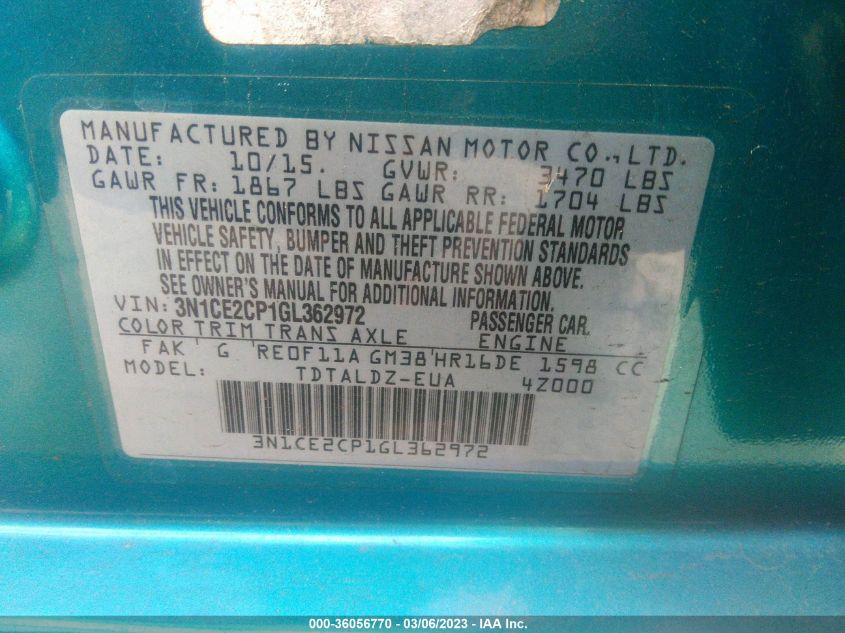 MANUFACTURED BY NISSAN MOTOR CO., LTD.
DATE: 10/15. GVWR: 3470 LBS
GAWR FR: 1867 LBS GAWR RR: 1704 LBS
THIS VEHICLE CONFORMS TO ALL APPLICABLE FEDERAL MOTOR
VEHICLE SAFETY, BUMPER AND THEFT PREVENTION STANDARDS
IN EFFECT ON THE DATE OF MANUFACTURE SHOWN ABOVE.
SEE OWNER'S MANUAL FOR ADDITIONAL INFORMATION.
VIN: 3N1CE2CP1GL362972 PASSENGER CAR.
COLOR TRIM TRANS AXLE ENGINE
FAK' G 'RE0F11A GM38'HR16DE 1598 CC
MODEL: TDTALDZ-EUA 4Z000
3N1CE2CP1GL362972
000-36056770 - 03/06/2023 - IAA Inc.